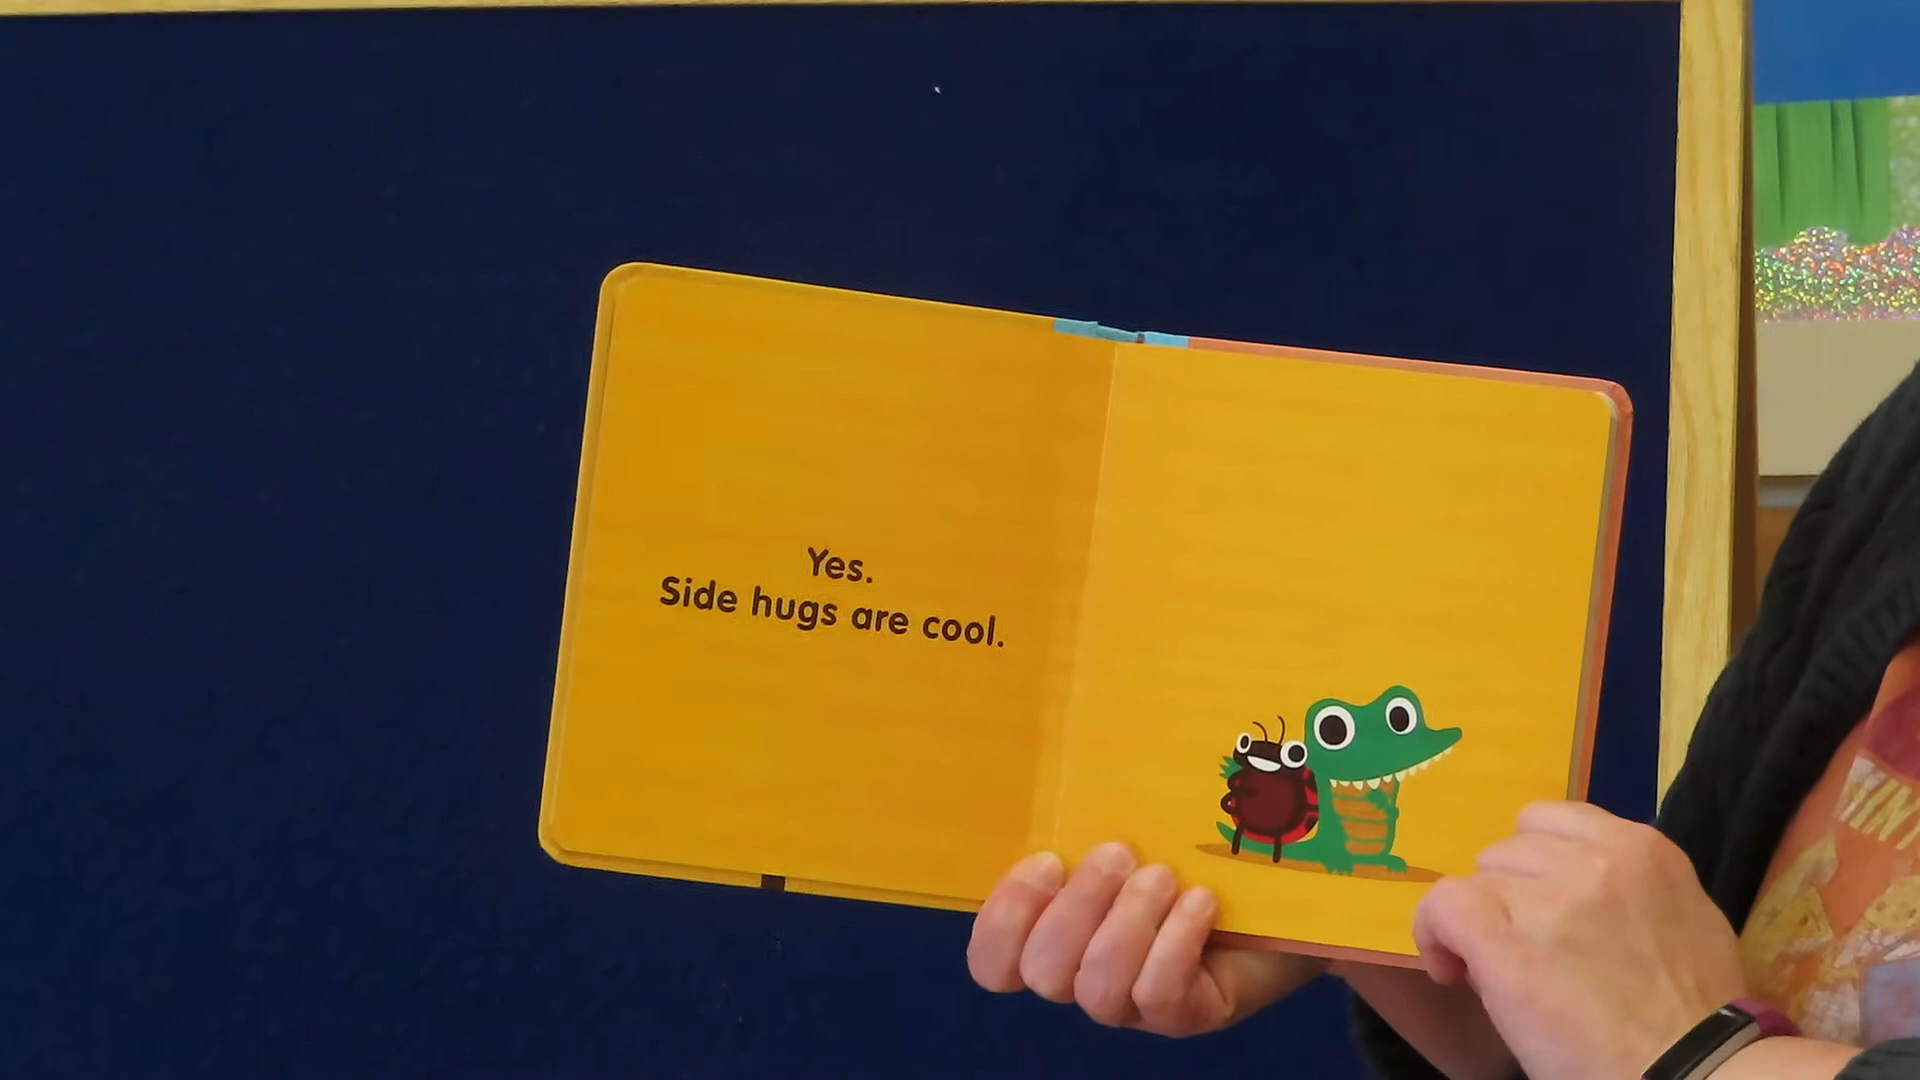 Yes.
Side hugs are cool.